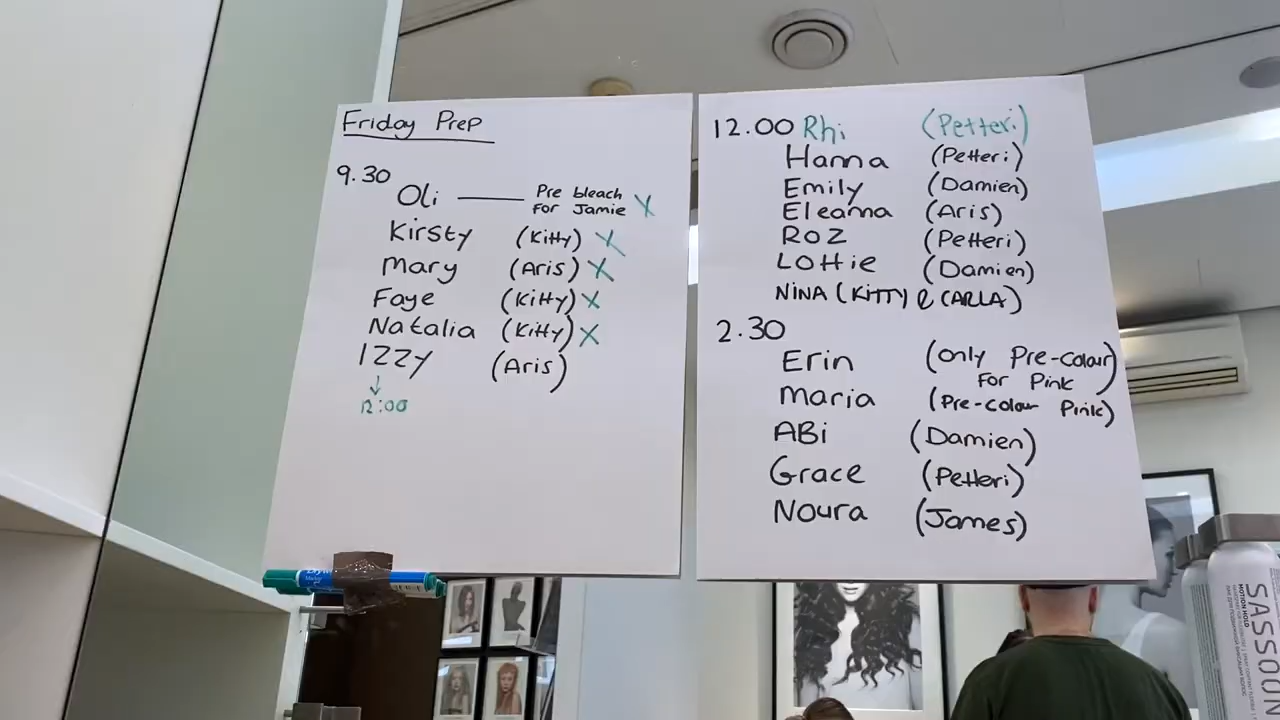 Friday Prep
9.30
Oli — Pre bleach
For Jamie X
Kirsty (Kitty) X
Mary (Aris) X
Faye (Kitty) X
Natalia (Kitty) X
IZZY (Aris)
↓
12:00
12.00 Rhi (Petteri)
Hanna (Petteri)
Emily (Damien)
Eleanna (Aris)
ROZ (Petteri)
Lottie (Damien)
NINA (KITTY & CARLA)
2.30
Erin (only Pre-colour
For Pink)
Maria (Pre-colour Pink)
ABi (Damien)
Grace (Petteri)
Noura (James)
SASSOON
MOTION HOLD